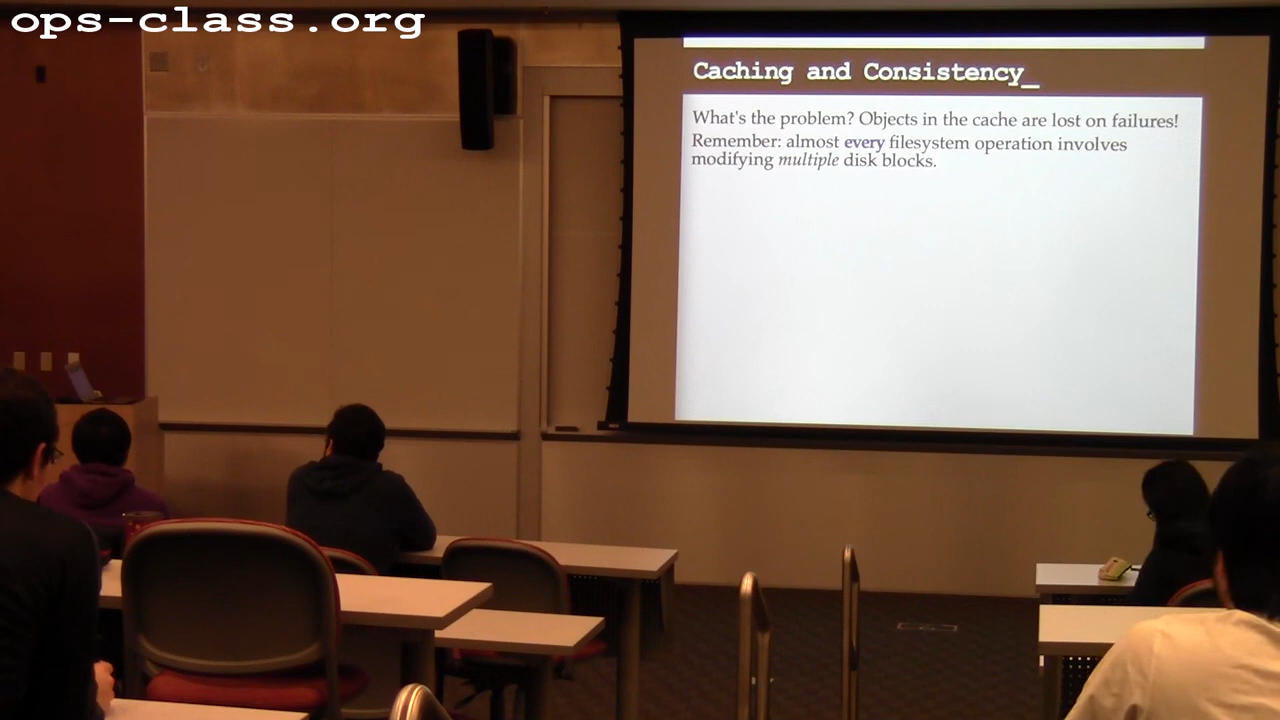 ops-class.org
Caching and Consistency_
What's the problem? Objects in the cache are lost on failures!
Remember: almost every filesystem operation involves
modifying multiple disk blocks.